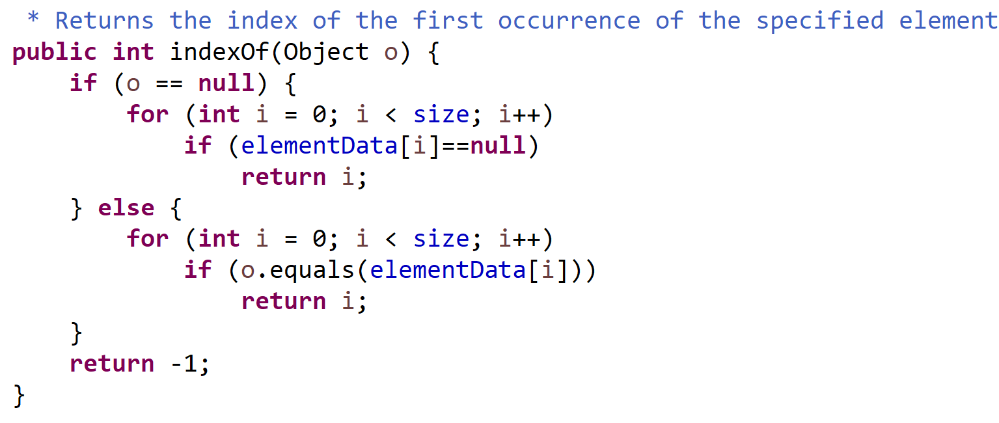 * Returns the index of the first occurrence of the specified element
public int indexOf(Object o) {
    if (o == null) {
        for (int i = 0; i < size; i++)
            if (elementData[i]==null)
                return i;
    } else {
        for (int i = 0; i < size; i++)
            if (o.equals(elementData[i]))
                return i;
    }
    return -1;
}